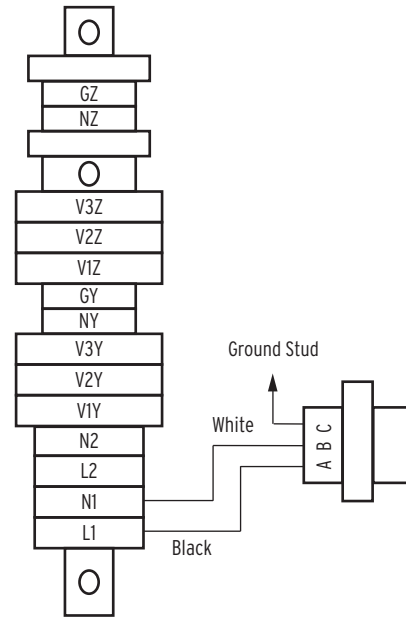 GZ
NZ
V3Z
V2Z
V1Z
GY
NY
V3Y
V2Y
V1Y
N2
L2
N1
L1
Ground Stud
White
Black
A B C